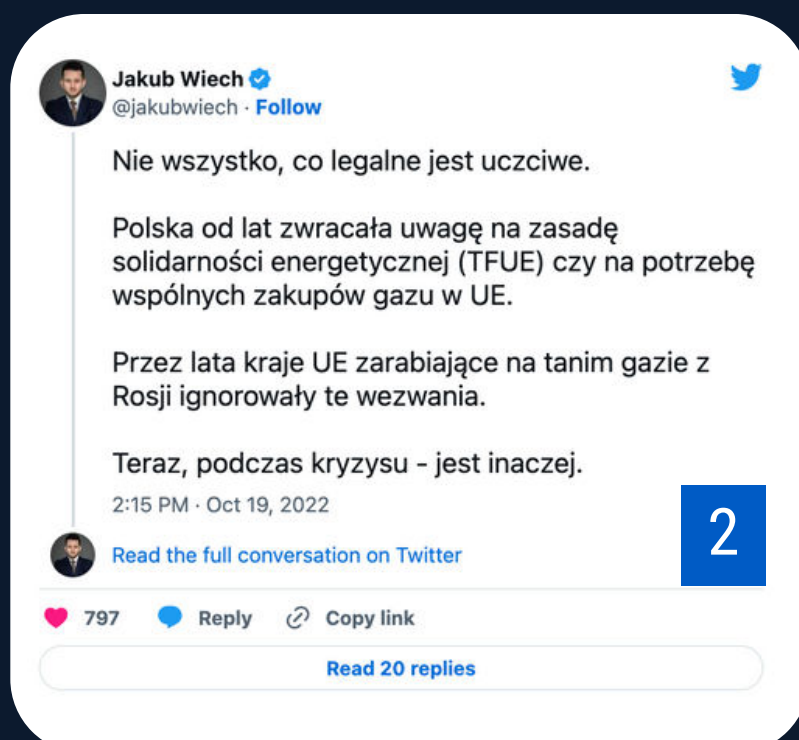 Jakub Wiech
@jakubwiech · Follow
Nie wszystko, co legalne jest uczciwe.
Polska od lat zwracała uwagę na zasadę
solidarności energetycznej (TFUE) czy na potrzebę
wspólnych zakupów gazu w UE.
Przez lata kraje UE zarabiające na tanim gazie z
Rosji ignorowały te wezwania.
Teraz, podczas kryzysu - jest inaczej.
2:15 PM · Oct 19, 2022
2
Read the full conversation on Twitter
797 Reply Copy link
Read 20 replies